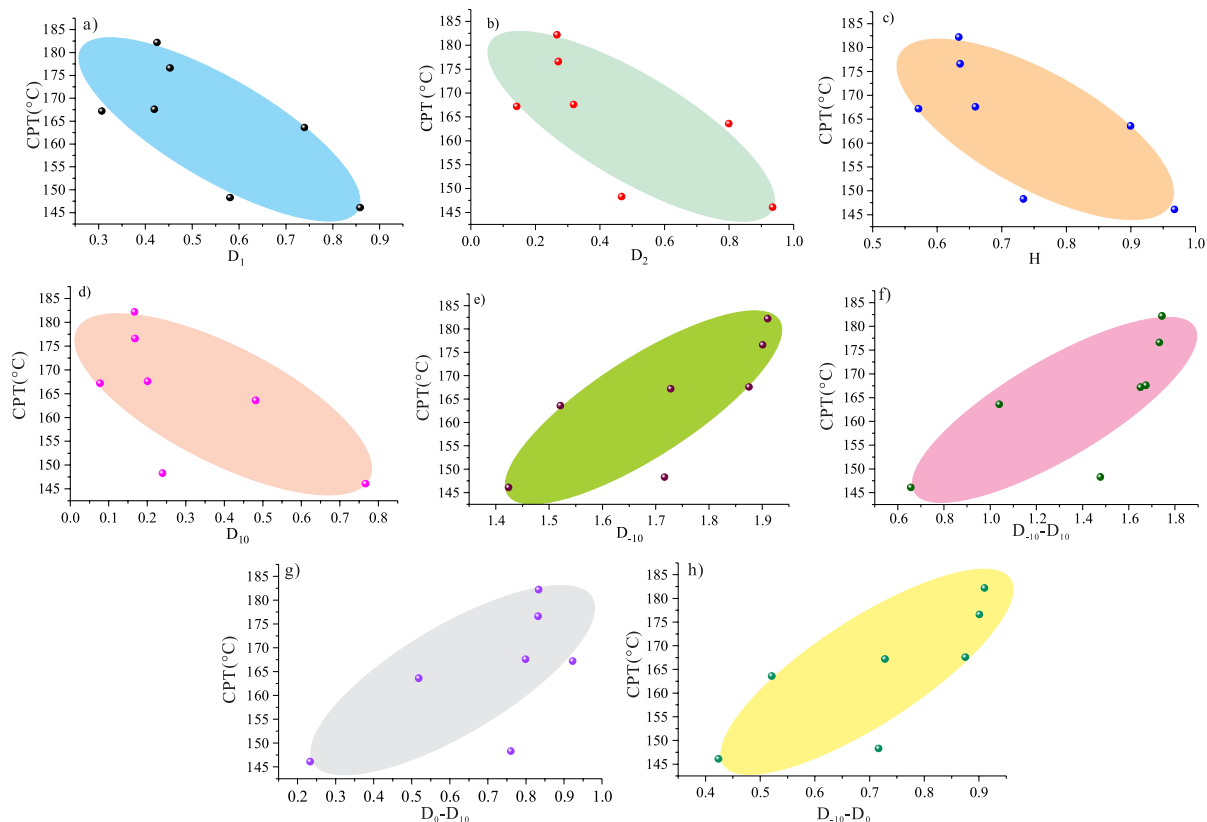 a)
CPT(°C)
185
180
175
170
165
160
155
150
145
0.3 0.4 0.5 0.6 0.7 0.8 0.9
D₁
b)
CPT (°C)
185
180
175
170
165
160
155
150
145
0.0 0.2 0.4 0.6 0.8 1.0
D₂
c)
CPT(°C)
185
180
175
170
165
160
155
150
145
0.5 0.6 0.7 0.8 0.9 1.0
H
d)
CPT(°C)
185
180
175
170
165
160
155
150
145
0.0 0.1 0.2 0.3 0.4 0.5 0.6 0.7 0.8
D₁₀
e)
CPT(°C)
185
180
175
170
165
160
155
150
145
1.4 1.5 1.6 1.7 1.8 1.9
D₋₁₀
f)
CPT(°C)
185
180
175
170
165
160
155
150
145
0.6 0.8 1.0 1.2 1.4 1.6 1.8
D₋₁₀-D₁₀
g)
CPT(°C)
185
180
175
170
165
160
155
150
145
0.2 0.3 0.4 0.5 0.6 0.7 0.8 0.9 1.0
D₀-D₁₀
h)
CPT(°C)
185
180
175
170
165
160
155
150
145
0.4 0.5 0.6 0.7 0.8 0.9
D₋₁₀-D₀